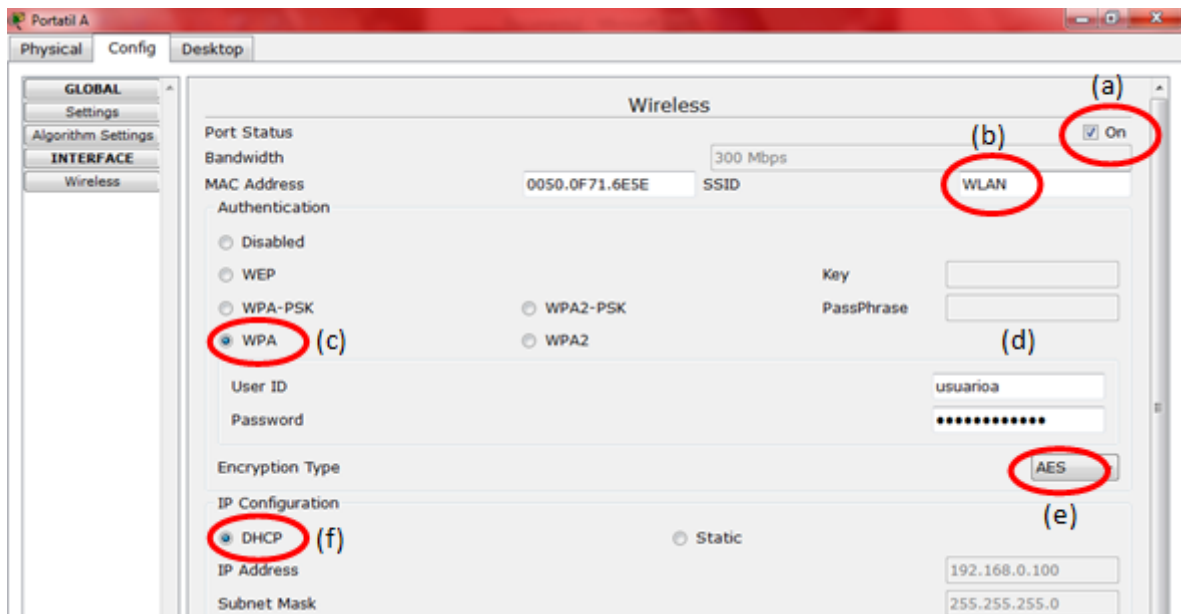 Portatil A
Physical Config Desktop
GLOBAL
Settings
Algorithm Settings
INTERFACE
Wireless
Wireless
(a)
Port Status On
(b)
Bandwidth 300 Mbps
MAC Address 0050.0F71.6E5E SSID WLAN
Authentication
Disabled
WEP Key
WPA-PSK WPA2-PSK PassPhrase
WPA (c) WPA2 (d)
User ID usuarioa
Password ••••••••••••
Encryption Type AES
(e)
IP Configuration
DHCP (f) Static
IP Address 192.168.0.100
Subnet Mask 255.255.255.0